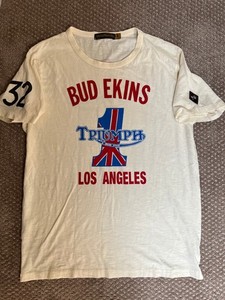 BUD EKINS
32
1
TRIUMPH
LOS ANGELES